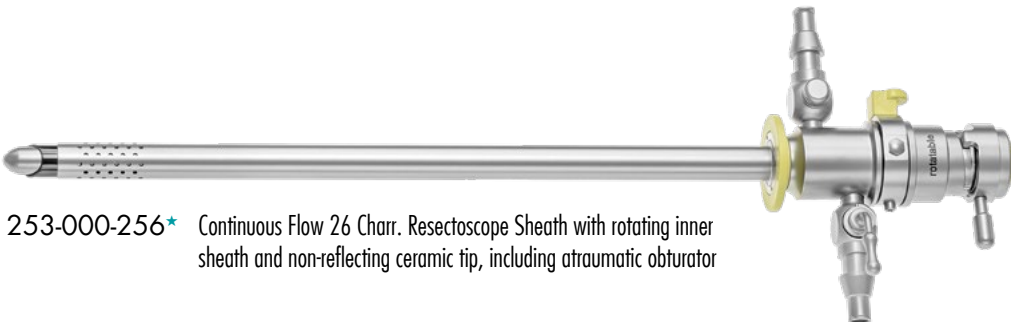 rotatable
253-000-256★ Continuous Flow 26 Charr. Resectoscope Sheath with rotating inner
sheath and non-reflecting ceramic tip, including atraumatic obturator